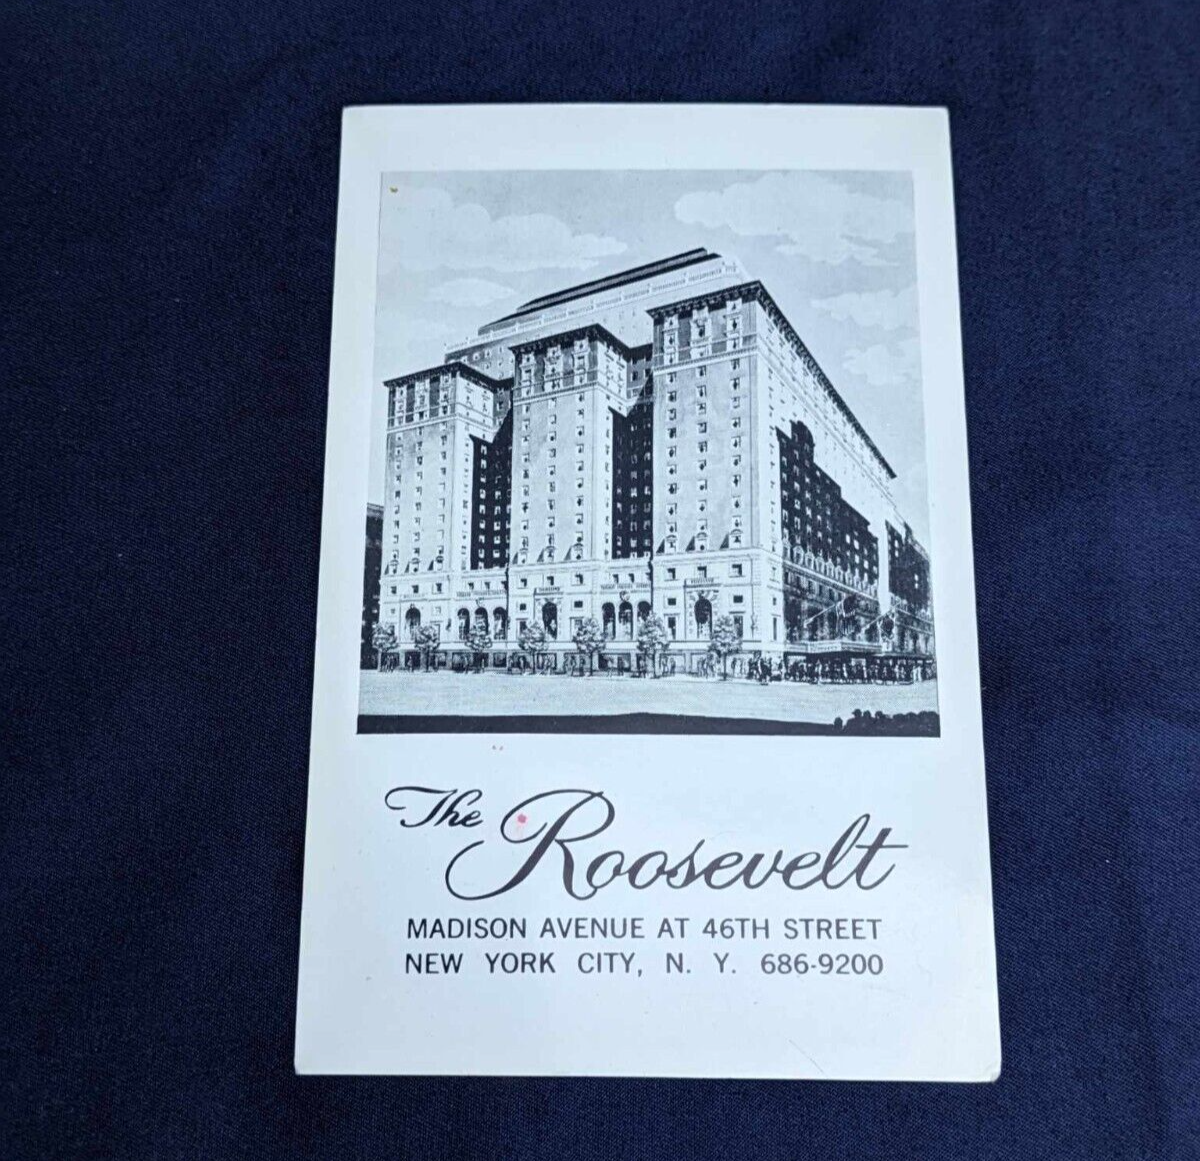 The Roosevelt
MADISON AVENUE AT 46TH STREET
NEW YORK CITY, N. Y. 686-9200